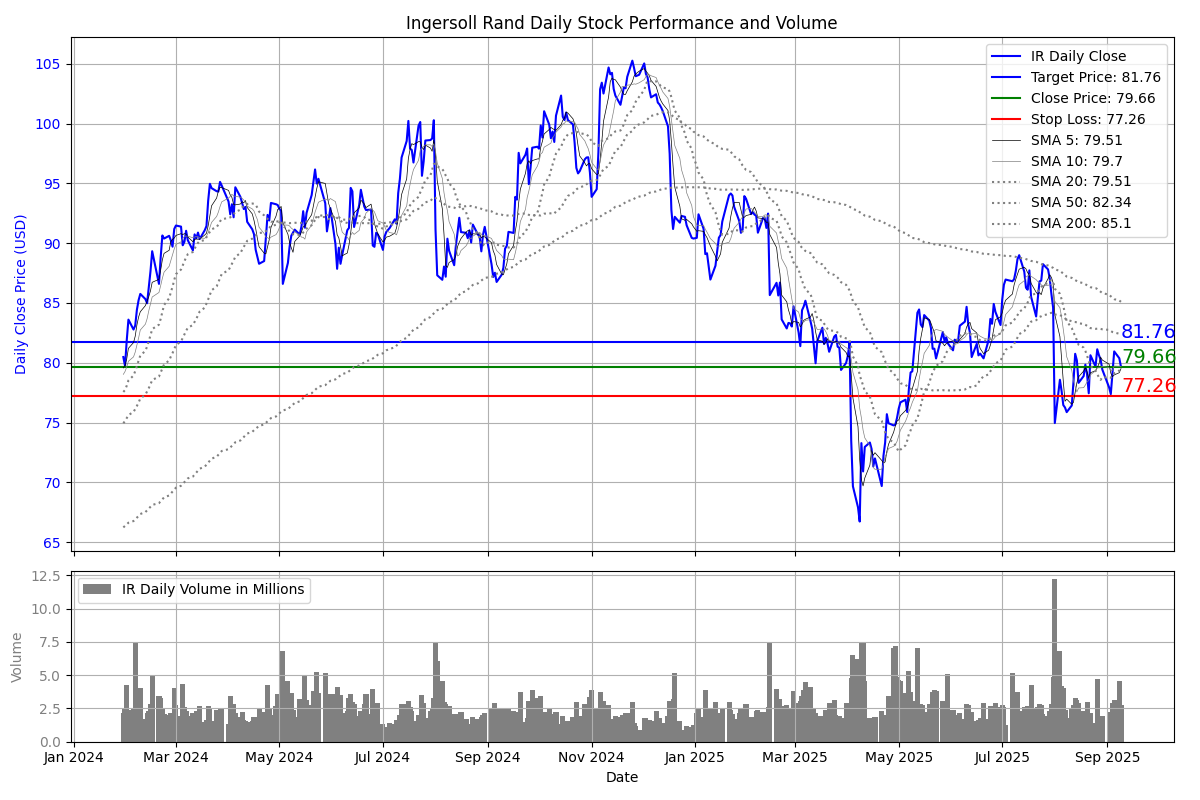 Ingersoll Rand Daily Stock Performance and Volume
Daily Close Price (USD)
105
100
95
90
85
80
75
70
65
IR Daily Close
Target Price: 81.76
Close Price: 79.66
Stop Loss: 77.26
SMA 5: 79.51
SMA 10: 79.7
SMA 20: 79.51
SMA 50: 82.34
SMA 200: 85.1
81.76
79.66
77.26
Volume
12.5
10.0
7.5
5.0
2.5
0.0
IR Daily Volume in Millions
Jan 2024 Mar 2024 May 2024 Jul 2024 Sep 2024 Nov 2024 Jan 2025 Mar 2025 May 2025 Jul 2025 Sep 2025
Date